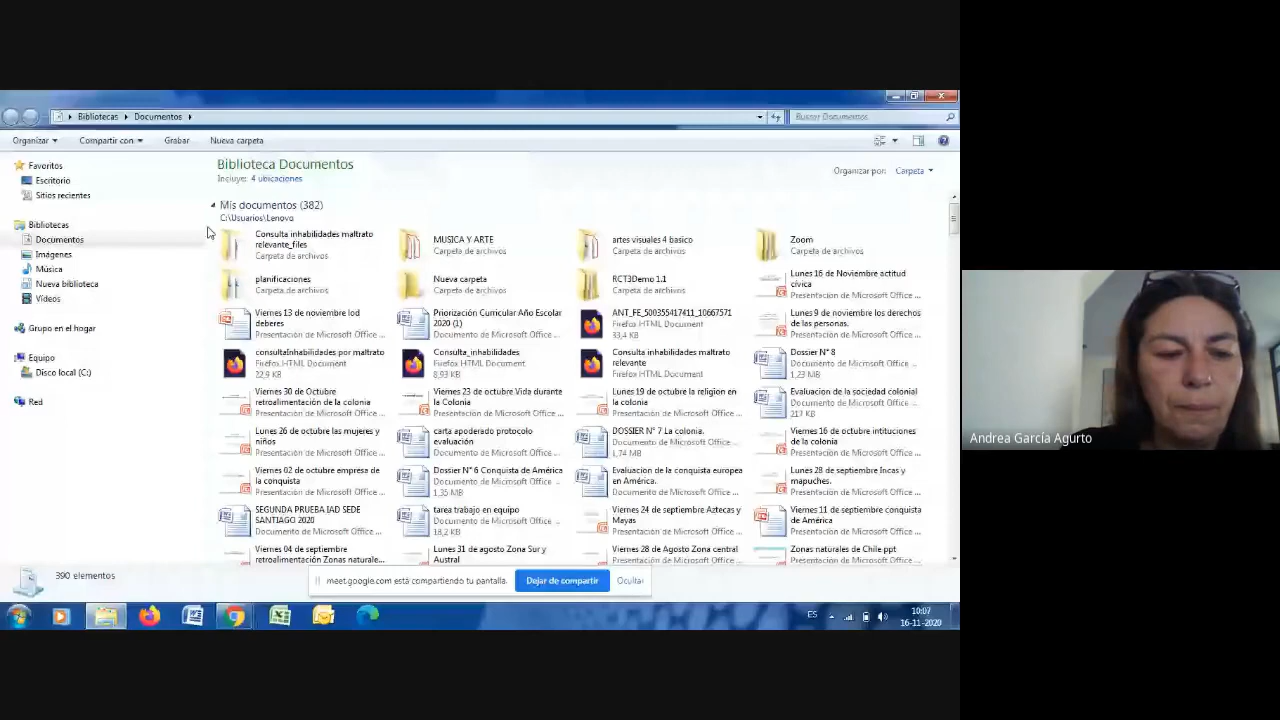 Bibliotecas Documentos
Buscar Documentos
Organizar Compartir con Grabar Nueva carpeta
Favoritos
Escritorio
Sitios recientes
Bibliotecas
Documentos
Imágenes
Música
Nueva biblioteca
Vídeos
Grupo en el hogar
Equipo
Disco local (C:)
Red
Biblioteca Documentos
Incluye: 4 ubicaciones
Organizar por: Carpeta
Mis documentos (382)
C:\Usuarios\Lenovo
Consulta inhabilidades maltrato
relevante_files
Carpeta de archivos
MUSICA Y ARTE
Carpeta de archivos
artes visuales 4 basico
Carpeta de archivos
Zoom
Carpeta de archivos
planificaciones
Carpeta de archivos
Nueva carpeta
Carpeta de archivos
RCT3Demo 1.1
Carpeta de archivos
Lunes 16 de Noviembre actitud
cívica
Presentación de Microsoft Office ...
Viernes 13 de noviembre lod
deberes
Presentación de Microsoft Office ...
Priorización Curricular Año Escolar
2020 (1)
Documento de Microsoft Office ...
ANT_FE_500355417411_10667571
Firefox HTML Document
33,4 KB
Lunes 9 de noviembre los derechos
de las personas.
Presentación de Microsoft Office ...
consultaInhabilidades por maltrato
Firefox HTML Document
22,9 KB
Consulta_inhabilidades
Firefox HTML Document
8,93 KB
Consulta inhabilidades maltrato
relevante
Firefox HTML Document
Dossier N° 8
Documento de Microsoft Office ...
1,23 MB
Viernes 30 de Octubre
retroalimentación de la colonia
Presentación de Microsoft Office ...
Viernes 23 de octubre Vida durante
la Colonia
Presentación de Microsoft Office ...
Lunes 19 de octubre la religion en
la colonia
Presentación de Microsoft Office ...
Evaluacion de la sociedad colonial
Documento de Microsoft Office ...
217 KB
Lunes 26 de octubre las mujeres y
niños
Presentación de Microsoft Office ...
carta apoderado protocolo
evaluación
Documento de Microsoft Office ...
DOSSIER N° 7 La colonia.
Documento de Microsoft Office ...
1,74 MB
Viernes 16 de octubre intituciones
de la colonia
Presentación de Microsoft Office ...
Viernes 02 de octubre empresa de
la conquista
Presentación de Microsoft Office ...
Dossier N° 6 Conquista de América
Documento de Microsoft Office ...
1,35 MB
Evaluacion de la conquista europea
en América.
Documento de Microsoft Office ...
Lunes 28 de septiembre Incas y
mapuches.
Presentación de Microsoft Office ...
SEGUNDA PRUEBA IAD SEDE
SANTIAGO 2020
Documento de Microsoft Office ...
tarea trabajo en equipo
Documento de Microsoft Office ...
18,2 KB
Viernes 24 de septiembre Aztecas y
Mayas
Presentación de Microsoft Office ...
Viernes 11 de septiembre conquista
de América
Presentación de Microsoft Office ...
Viernes 04 de septiembre
retroalimentación Zonas naturale...
Lunes 31 de agosto Zona Sur y
Austral
Viernes 28 de Agosto Zona central
Presentación de Microsoft Office ...
Zonas naturales de Chile ppt
Presentación de Microsoft Office ...
390 elementos
meet.google.com está compartiendo tu pantalla. Dejar de compartir Ocultar
ES
10:07
16-11-2020
Andrea García Agurto